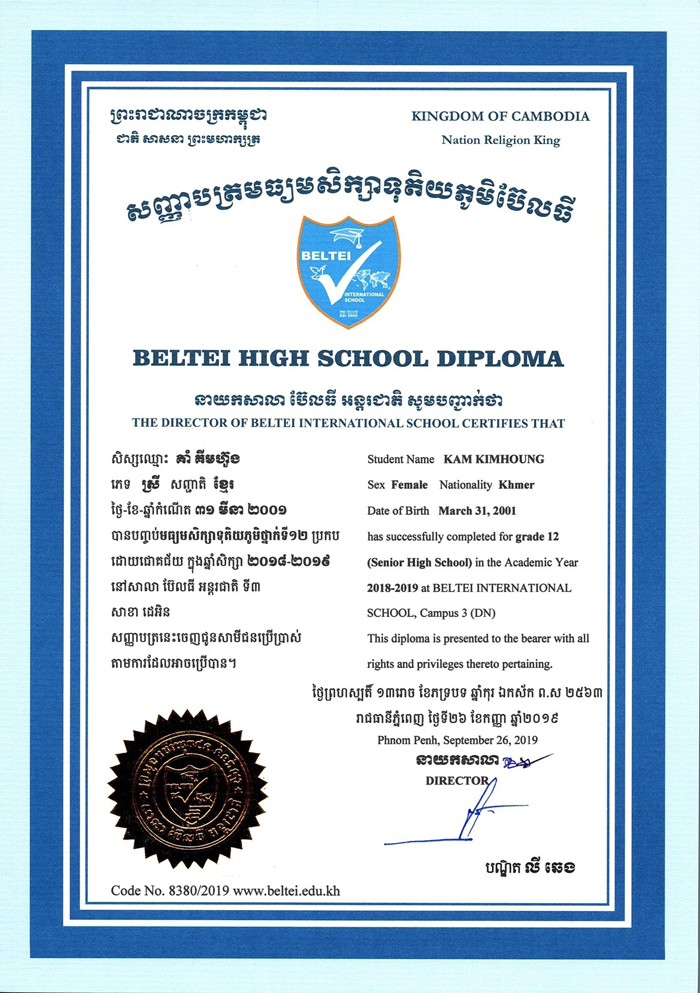 ព្រះរាជាណាចក្រកម្ពុជា
ជាតិ សាសនា ព្រះមហាក្សត្រ
KINGDOM OF CAMBODIA
Nation Religion King
សញ្ញាបត្រមធ្យមសិក្សាទុតិយភូមិប៊ែលធី
BELTEI
INTERNATIONAL
SCHOOL
BELTEI HIGH SCHOOL DIPLOMA
នាយកសាលា ប៊ែលធី អន្តរជាតិ សូមបញ្ជាក់ថា
THE DIRECTOR OF BELTEI INTERNATIONAL SCHOOL CERTIFIES THAT
សិស្សឈ្មោះ គាំ គីមហ៊ួង
ភេទ ស្រី សញ្ជាតិ ខ្មែរ
ថ្ងៃ-ខែ-ឆ្នាំកំណើត ៣១ មីនា ២០០១
បានបញ្ចប់មធ្យមសិក្សាទុតិយភូមិថ្នាក់ទី១២ ប្រកប
ដោយជោគជ័យ ក្នុងឆ្នាំសិក្សា ២០១៨-២០១៩
នៅសាលា ប៊ែលធី អន្តរជាតិ ទី៣
សាខា ដេអិន
សញ្ញាបត្រនេះចេញជូនសាមីជនប្រើប្រាស់
តាមការដែលអាចប្រើបាន។
Student Name KAM KIMHOUNG
Sex Female Nationality Khmer
Date of Birth March 31, 2001
has successfully completed for grade 12
(Senior High School) in the Academic Year
2018-2019 at BELTEI INTERNATIONAL
SCHOOL, Campus 3 (DN)
This diploma is presented to the bearer with all
rights and privileges thereto pertaining.
ថ្ងៃព្រហស្បតិ៍ ១៣រោច ខែភទ្របទ ឆ្នាំកុរ ឯកស័ក ព.ស ២៥៦៣
រាជធានីភ្នំពេញ ថ្ងៃទី២៦ ខែកញ្ញា ឆ្នាំ២០១៩
Phnom Penh, September 26, 2019
នាយកសាលា
DIRECTOR
បណ្ឌិត លី ឆេង
Code No. 8380/2019 www.beltei.edu.kh